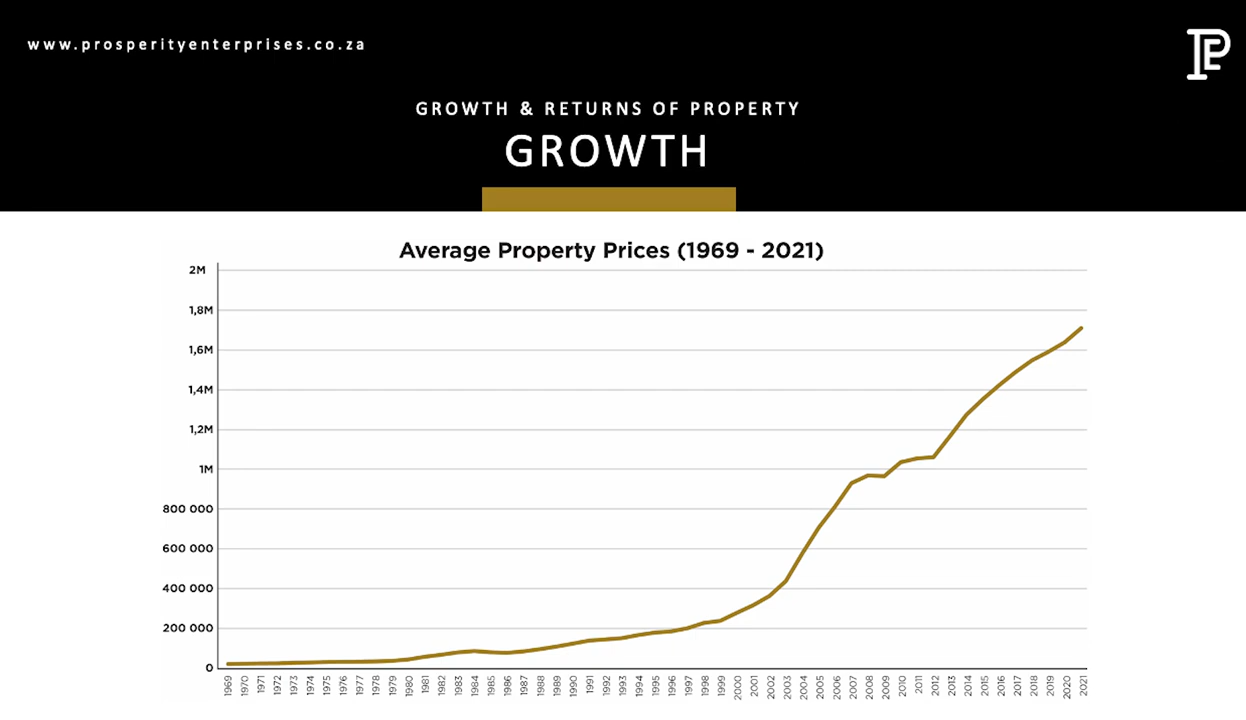 www.prosperityenterprises.co.za
GROWTH & RETURNS OF PROPERTY
GROWTH
Average Property Prices (1969 - 2021)
2M
1,8M
1,6M
1,4M
1,2M
1M
800 000
600 000
400 000
200 000
0
1969 1970 1971 1972 1973 1974 1975 1976 1977 1978 1979 1980 1981 1982 1983 1984 1985 1986 1987 1988 1989 1990 1991 1992 1993 1994 1995 1996 1997 1998 1999 2000 2001 2002 2003 2004 2005 2006 2007 2008 2009 2010 2011 2012 2013 2014 2015 2016 2017 2018 2019 2020 2021